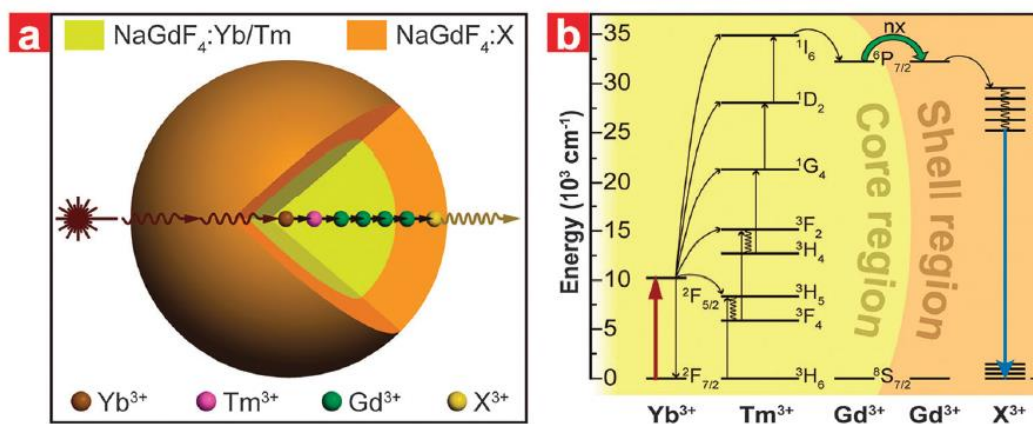 a
NaGdF₄:Yb/Tm
NaGdF₄:X
Yb³⁺
Tm³⁺
Gd³⁺
X³⁺
b
Energy (10³ cm⁻¹)
35
30
25
20
15
10
5
0
nx
¹I₆
⁶P₇/₂
¹D₂
¹G₄
³F₂
³H₄
²F₅/₂
³H₅
³F₄
²F₇/₂
³H₆
⁸S₇/₂
Core region
Shell region
Yb³⁺ Tm³⁺ Gd³⁺ Gd³⁺ X³⁺